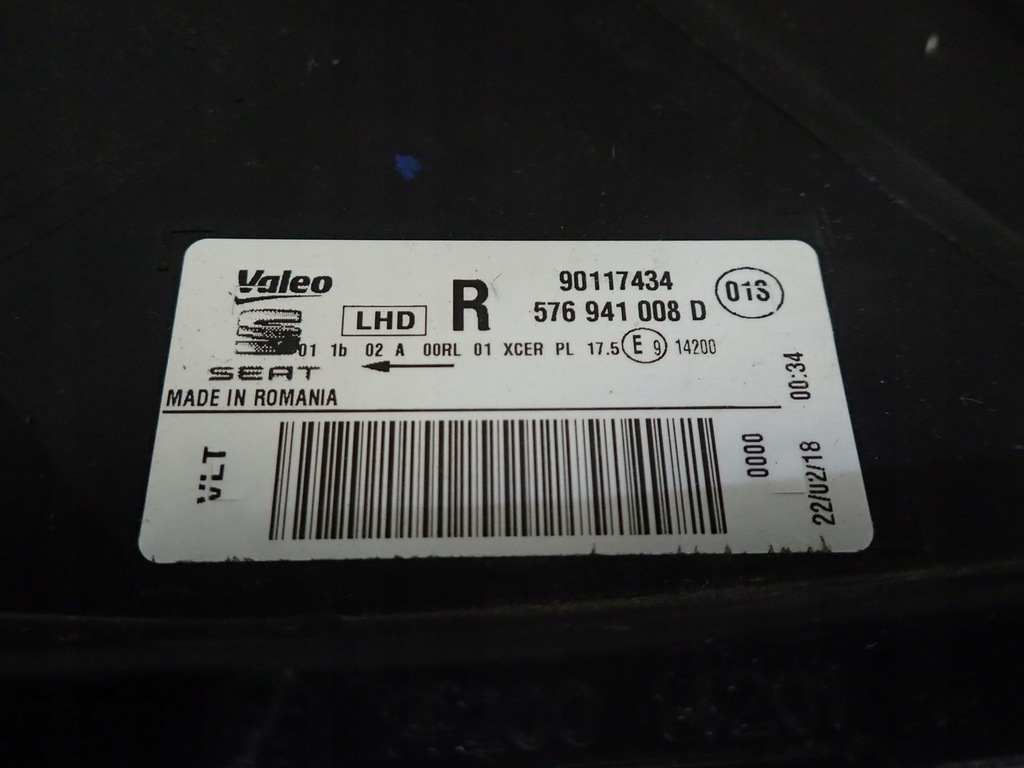 Valeo
SEAT
LHD
R
90117434
576 941 008 D
01S
01 1b 02 A 00RL 01 XCER PL 17.5 E 9 14200
MADE IN ROMANIA
VLT
0000
00:34
22/02/18